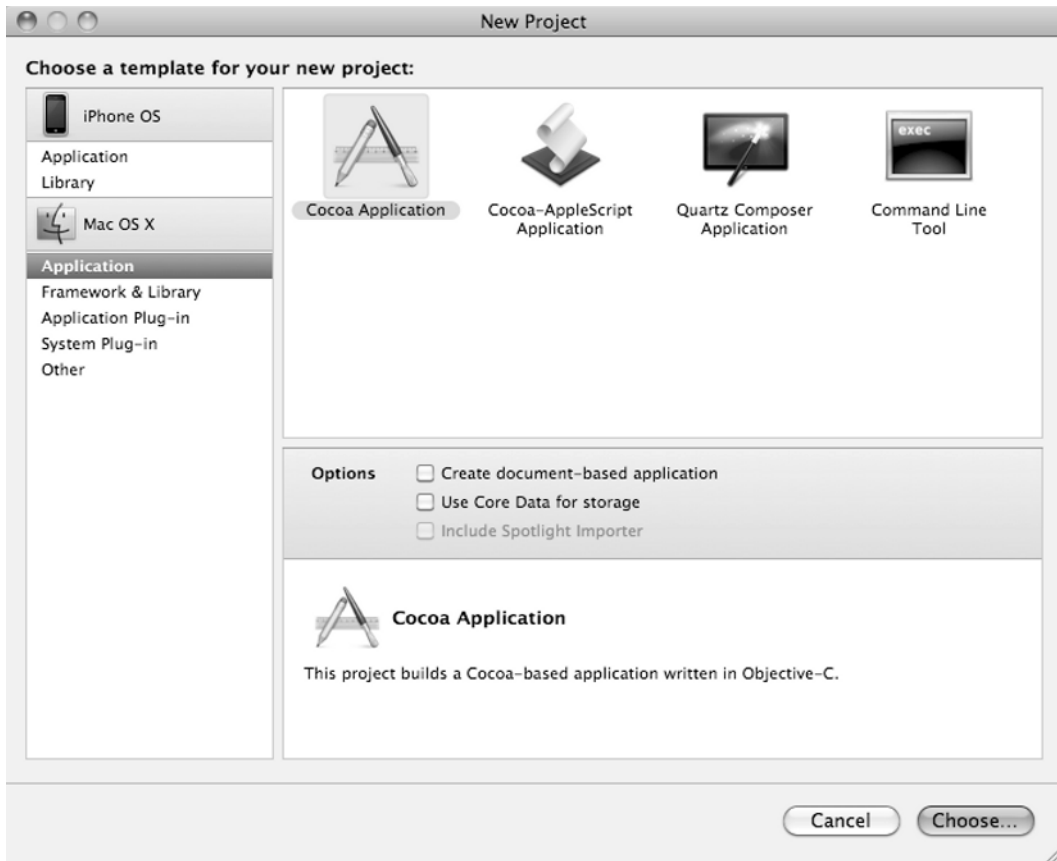 New Project
Choose a template for your new project:
iPhone OS
Application
Library
Mac OS X
Application
Framework & Library
Application Plug-in
System Plug-in
Other
Cocoa Application
Cocoa-AppleScript
Application
Quartz Composer
Application
exec
Command Line
Tool
Options
Create document-based application
Use Core Data for storage
Include Spotlight Importer
Cocoa Application
This project builds a Cocoa-based application written in Objective-C.
Cancel
Choose...